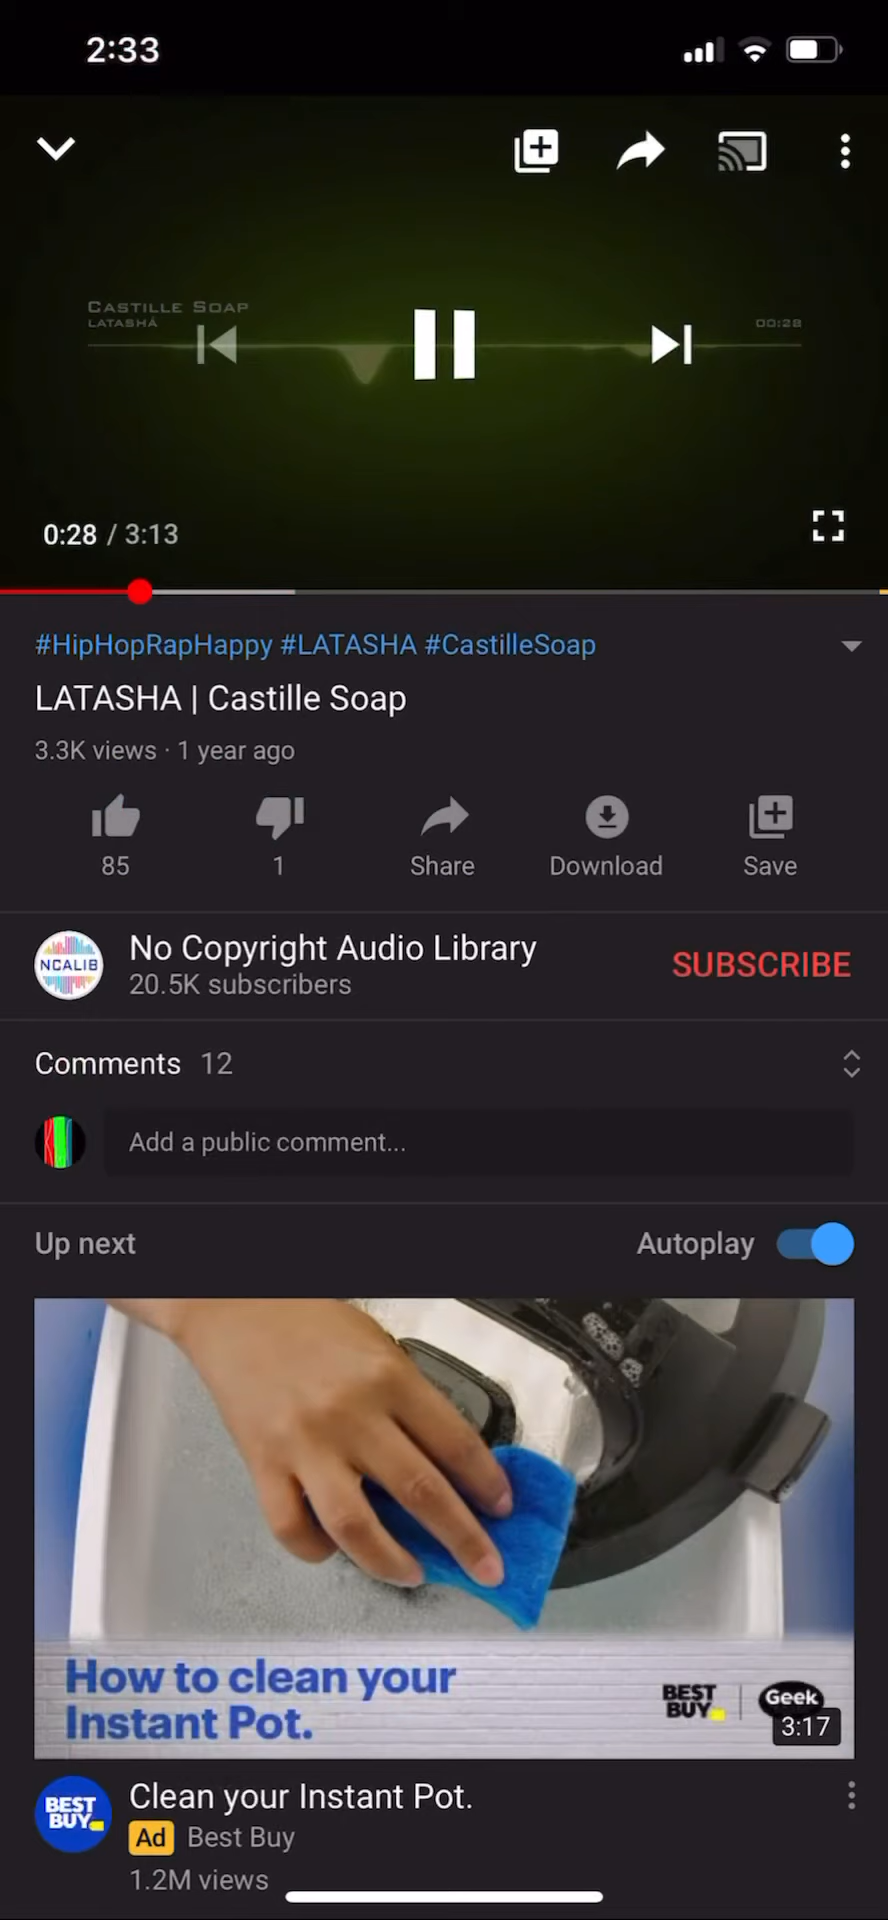 2:33
CASTILLE SOAP
LATASHÁ
00:28
0:28 / 3:13
#HipHopRapHappy #LATASHA #CastilleSoap
LATASHA | Castille Soap
3.3K views · 1 year ago
85
1
Share
Download
Save
NCALIB
No Copyright Audio Library
20.5K subscribers
SUBSCRIBE
Comments 12
Add a public comment...
Up next
Autoplay
How to clean your
Instant Pot.
BEST
BUY
Geek
3:17
BEST
BUY
Clean your Instant Pot.
Ad Best Buy
1.2M views